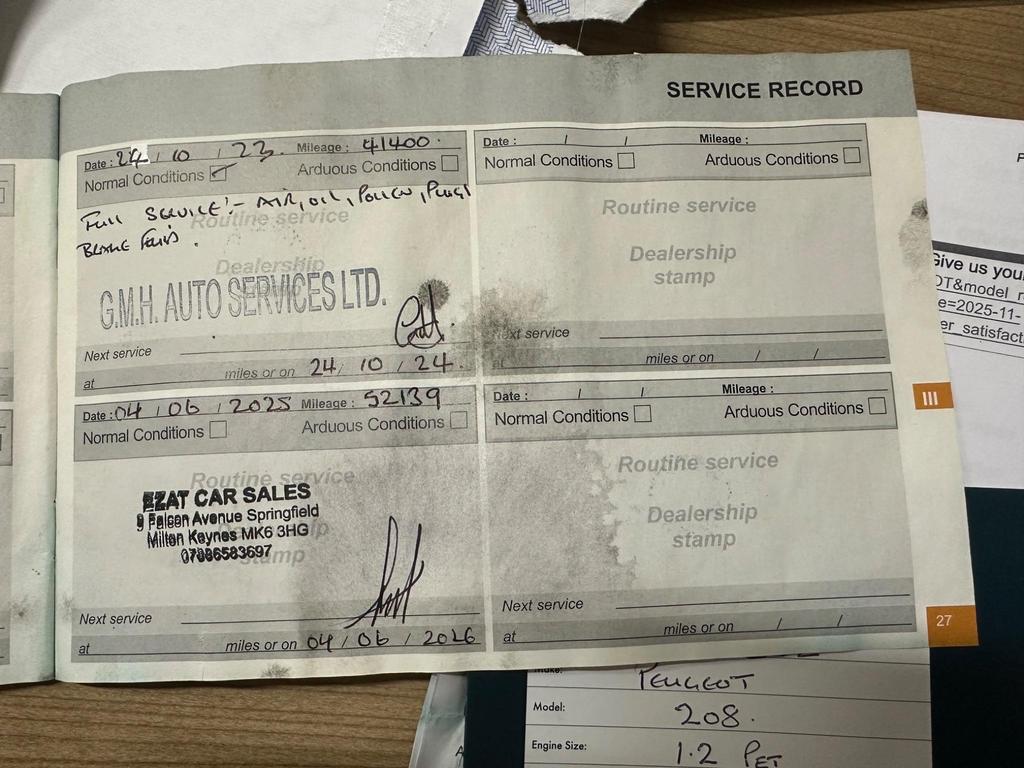 SERVICE RECORD
Date : 24 / 10 / 23. Mileage : 41400.
Normal Conditions Arduous Conditions
Full SERVICE:- AIR, OIL, POLLEN, PLUGS
BRAKE FLUID.
Routine service
Dealership
G.M.H. AUTO SERVICES LTD.
Next service
at miles or on 24 / 10 / 24.
Date : / / Mileage :
Normal Conditions Arduous Conditions
Routine service
Dealership
stamp
Next service
at miles or on / /
Date : 04 / 06 / 2025 Mileage : 52139
Normal Conditions Arduous Conditions
Routine service
EZAT CAR SALES
9 Falcon Avenue Springfield
Milton Keynes MK6 3HG
07886583697
stamp
Next service
at miles or on 04 / 06 / 2026
Date : / / Mileage :
Normal Conditions Arduous Conditions
Routine service
Dealership
stamp
Next service
at miles or on / /
III
27
Give us you
OT&model
e=2025-11-
er satisfact
Make: PEUGEOT
Model: 208.
Engine Size: 1.2 PET